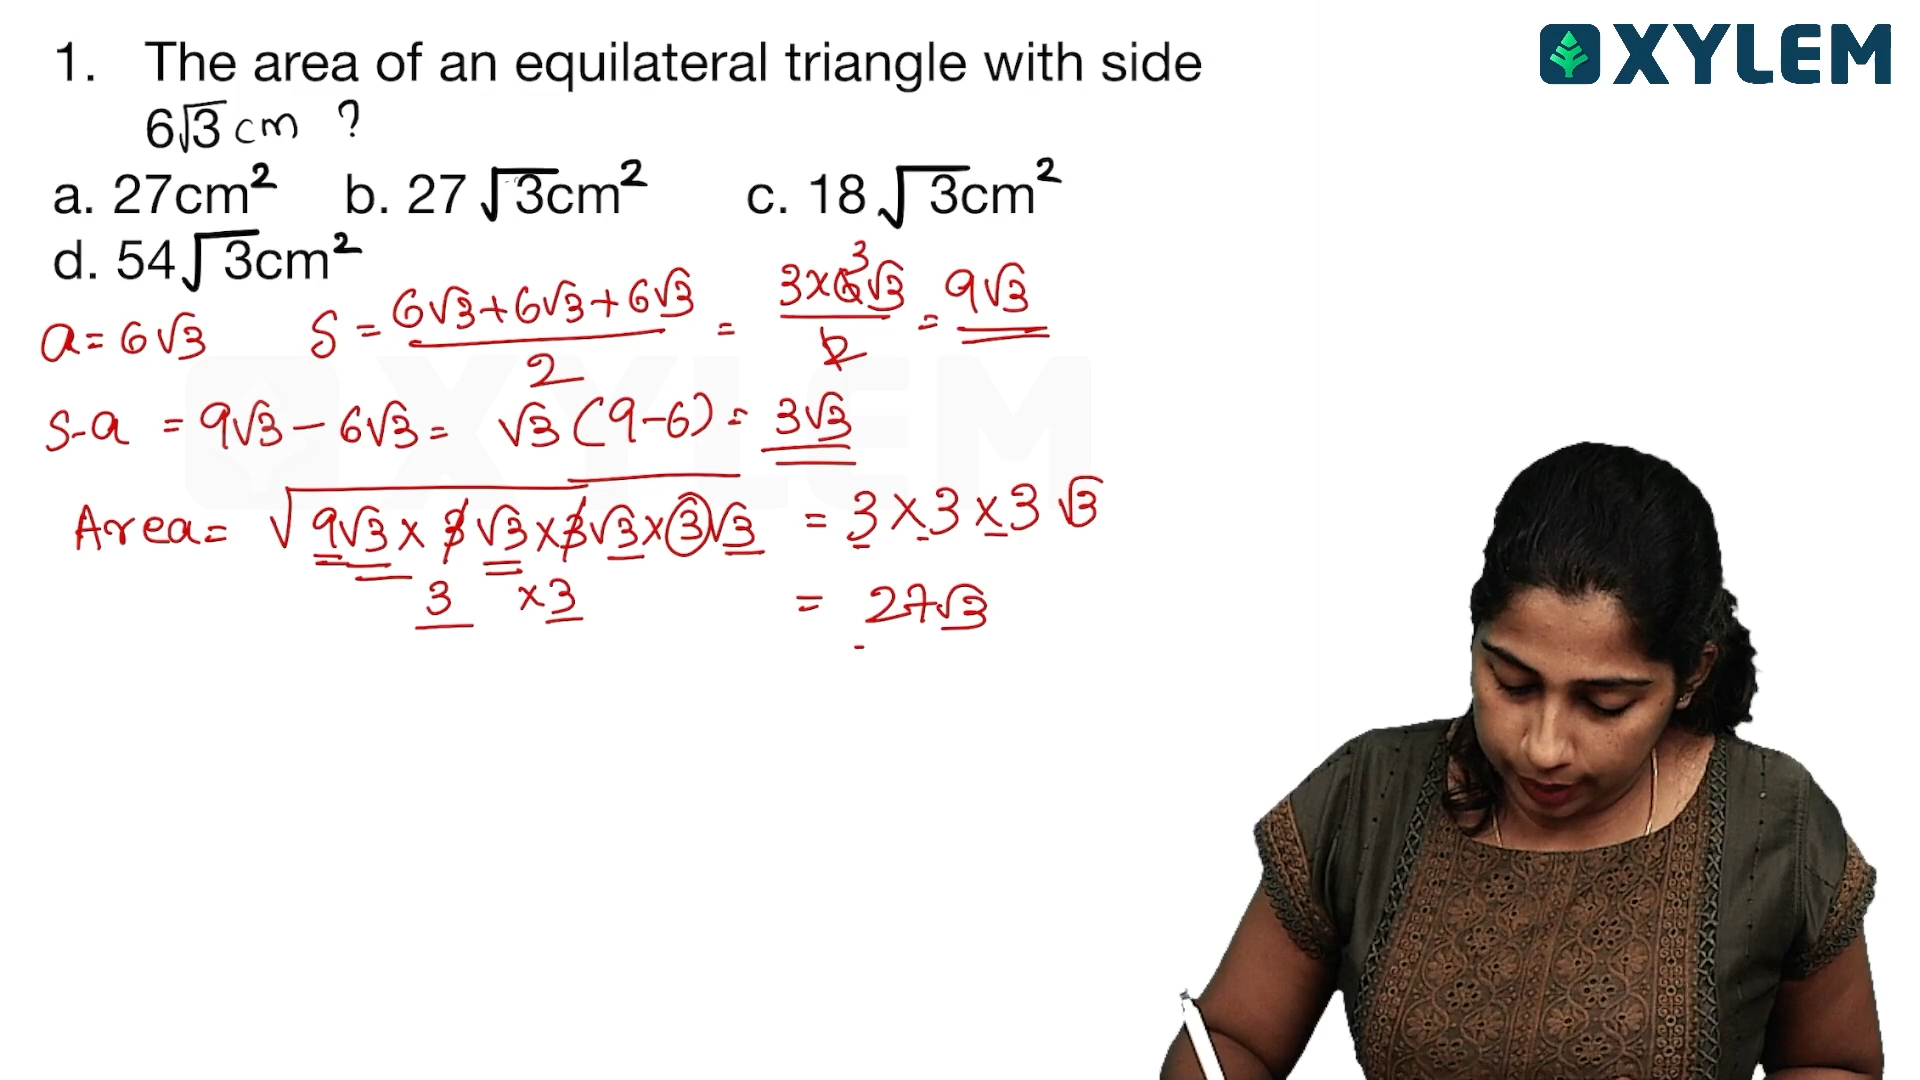 XYLEM
1. The area of an equilateral triangle with side
6√3 cm ?
a. 27cm² b. 27√3cm² c. 18√3cm²
d. 54√3cm²
a = 6√3 S = (6√3 + 6√3 + 6√3)/2 = (3×6 3√3)/2 = 9√3
S-a = 9√3 - 6√3 = √3 (9-6) = 3√3
Area = √(9√3 × 3√3 × 3√3 × 3√3) = 3 × 3 × 3√3
3 × 3 = 27√3
XYLEM